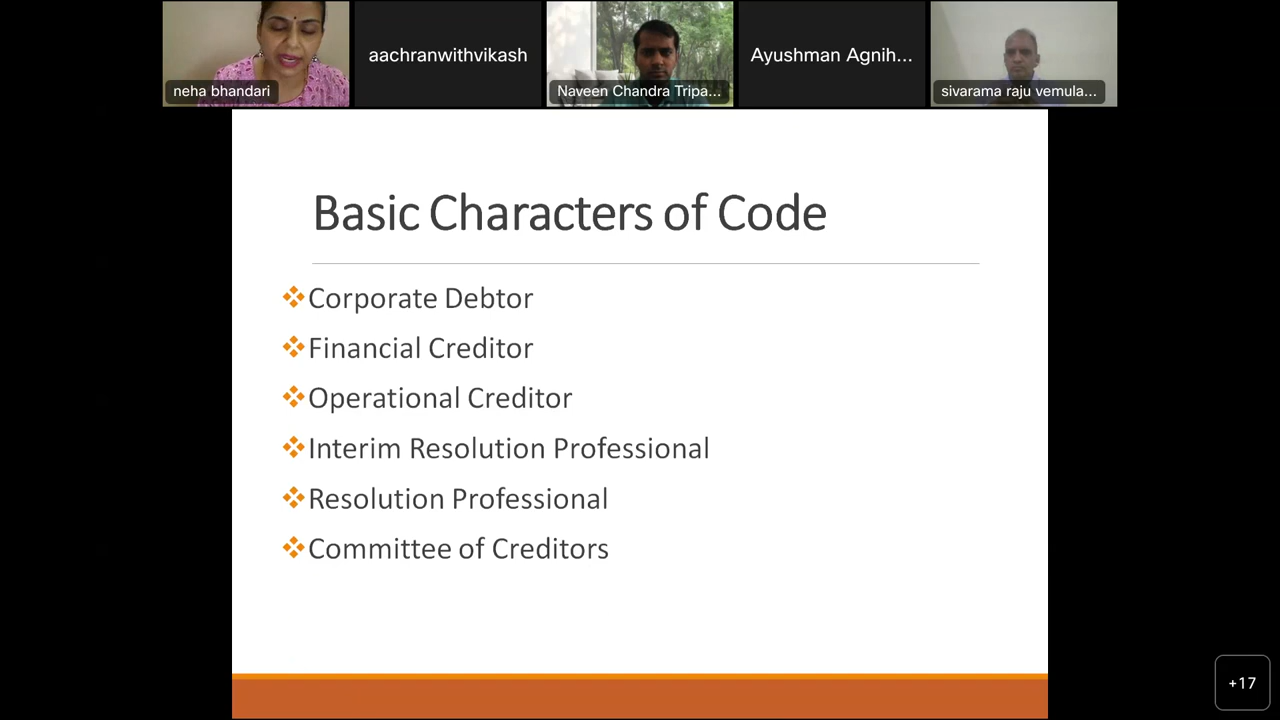 neha bhandari
aachranwithvikash
Naveen Chandra Tripa...
Ayushman Agnih...
sivarama raju vemula...
Basic Characters of Code
Corporate Debtor
Financial Creditor
Operational Creditor
Interim Resolution Professional
Resolution Professional
Committee of Creditors
+17